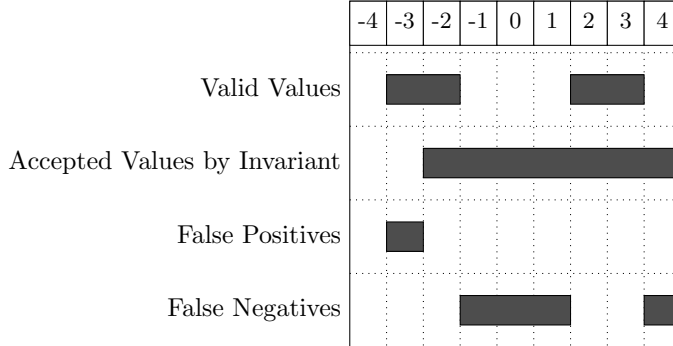 -4 -3 -2 -1 0 1 2 3 4
Valid Values
Accepted Values by Invariant
False Positives
False Negatives